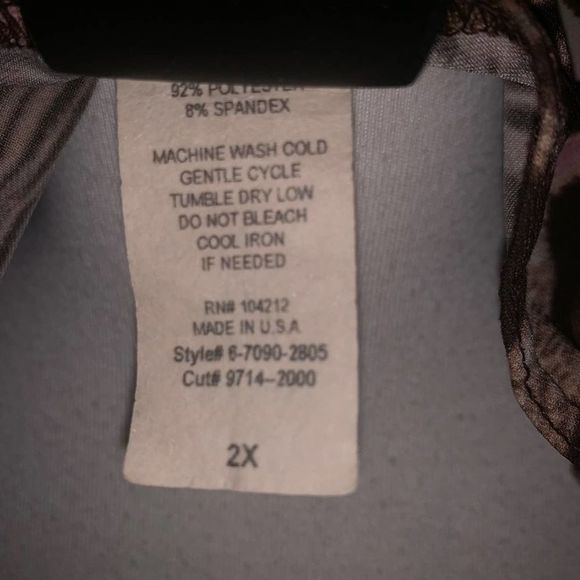 92% POLYESTER
8% SPANDEX
MACHINE WASH COLD
GENTLE CYCLE
TUMBLE DRY LOW
DO NOT BLEACH
COOL IRON
IF NEEDED
RN# 104212
MADE IN U.S.A
Style# 6-7090-2805
Cut# 9714--2000
2X